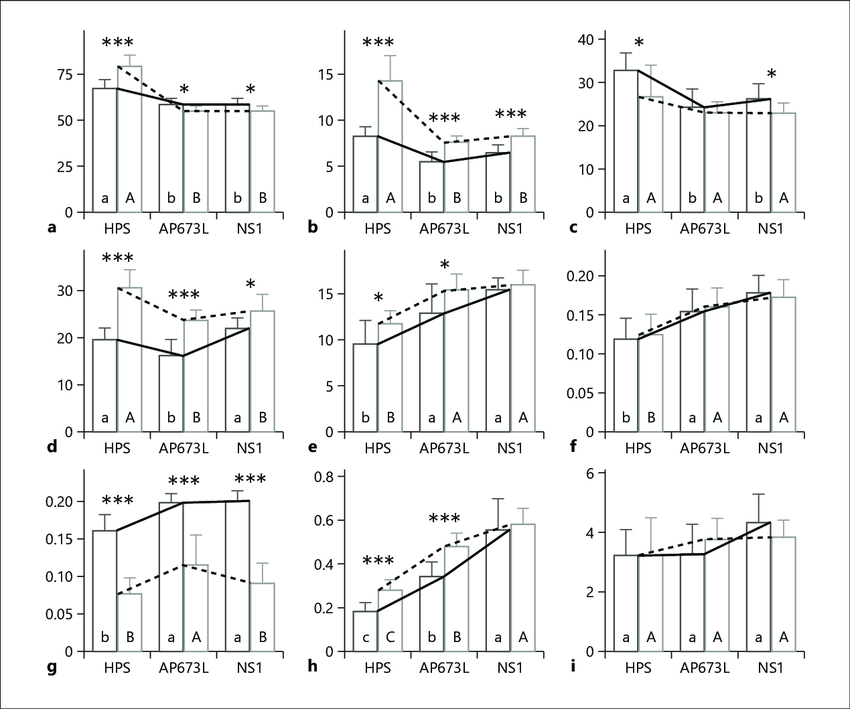 *** * *
75
50
25
0
a A b B b B
a
HPS AP673L NS1
*** *** ***
15
10
5
0
a A b B b B
b
HPS AP673L NS1
* *
40
30
20
10
0
a A b A b A
c
HPS AP673L NS1
*** *** *
30
20
10
0
a A b B a B
d
HPS AP673L NS1
* *
15
10
5
0
b B a A a A
e
HPS AP673L NS1
0.20
0.15
0.10
0.05
0.00
b B a A a A
f
HPS AP673L NS1
*** *** ***
0.20
0.15
0.10
0.05
0
b B a A a B
g
HPS AP673L NS1
*** ***
0.8
0.6
0.4
0.2
0
c C b B a A
h
HPS AP673L NS1
6
4
2
0
a A a A a A
i
HPS AP673L NS1